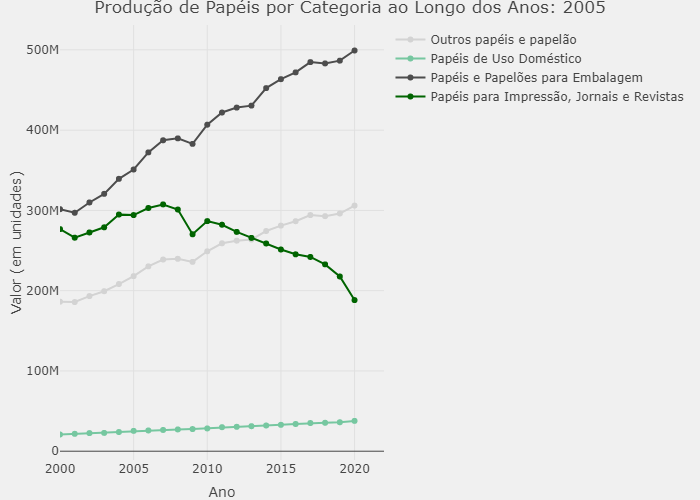 Produção de Papéis por Categoria ao Longo dos Anos: 2005
Outros papéis e papelão
Papéis de Uso Doméstico
Papéis e Papelões para Embalagem
Papéis para Impressão, Jornais e Revistas
500M
400M
300M
200M
100M
0
Valor (em unidades)
2000 2005 2010 2015 2020
Ano